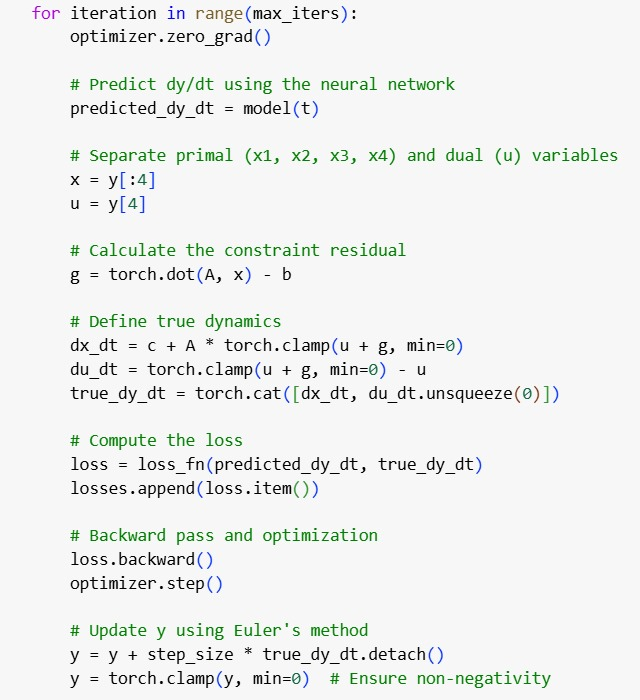 for iteration in range(max_iters):
    optimizer.zero_grad()

    # Predict dy/dt using the neural network
    predicted_dy_dt = model(t)

    # Separate primal (x1, x2, x3, x4) and dual (u) variables
    x = y[:4]
    u = y[4]

    # Calculate the constraint residual
    g = torch.dot(A, x) - b

    # Define true dynamics
    dx_dt = c + A * torch.clamp(u + g, min=0)
    du_dt = torch.clamp(u + g, min=0) - u
    true_dy_dt = torch.cat([dx_dt, du_dt.unsqueeze(0)])

    # Compute the loss
    loss = loss_fn(predicted_dy_dt, true_dy_dt)
    losses.append(loss.item())

    # Backward pass and optimization
    loss.backward()
    optimizer.step()

    # Update y using Euler's method
    y = y + step_size * true_dy_dt.detach()
    y = torch.clamp(y, min=0)  # Ensure non-negativity